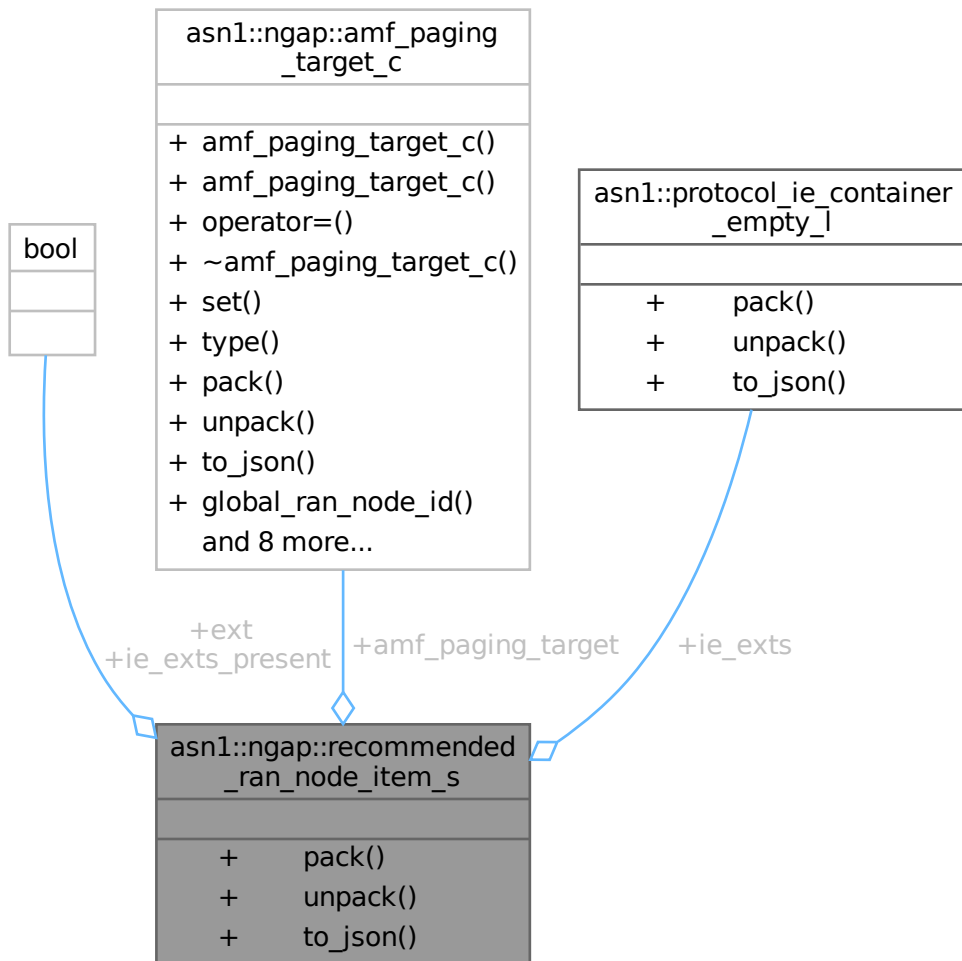 asn1::ngap::amf_paging
_target_c
+ amf_paging_target_c()
+ amf_paging_target_c()
+ operator=()
+ ~amf_paging_target_c()
+ set()
+ type()
+ pack()
+ unpack()
+ to_json()
+ global_ran_node_id()
and 8 more...
asn1::protocol_ie_container
_empty_l
+ pack()
+ unpack()
+ to_json()
bool
+ext
+ie_exts_present
+amf_paging_target
+ie_exts
asn1::ngap::recommended
_ran_node_item_s
+ pack()
+ unpack()
+ to_json()